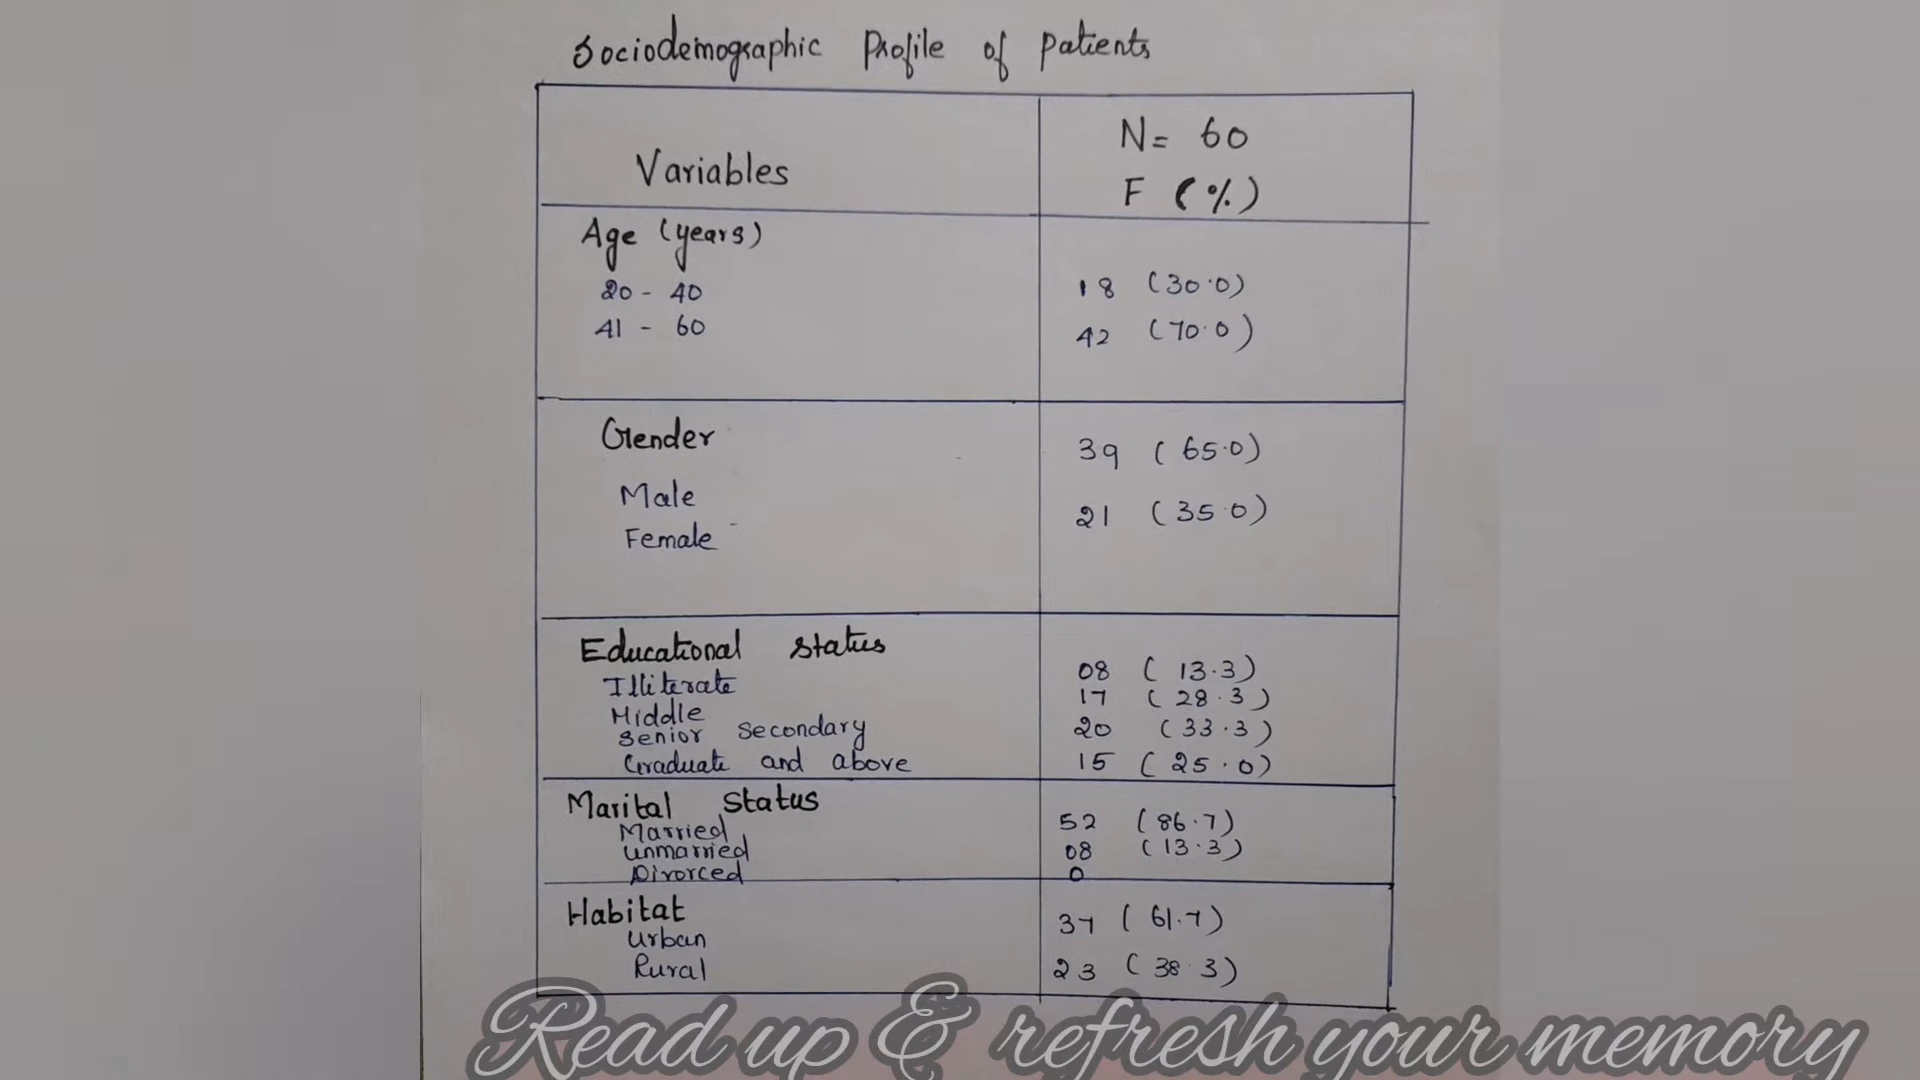 Sociodemographic Profile of patients
Variables
N= 60
F (%)
Age (years)
20 - 40 18 (30.0)
41 - 60 42 (70.0)
Gender
39 (65.0)
Male
21 (35.0)
Female
Educational status
Illiterate 08 (13.3)
Middle 17 (28.3)
Senior Secondary 20 (33.3)
Graduate and above 15 (25.0)
Marital Status
Married 52 (86.7)
Unmarried 08 (13.3)
Divorced 0
Habitat
Urban 37 (61.7)
Rural 23 (38.3)
Read up & refresh your memory